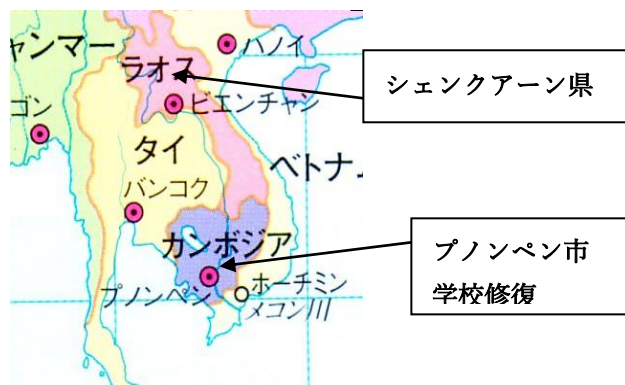 ャンマー
ハノイ
ラオス
シェンクアーン県
ビエンチャン
ゴン
タイ
ベトナ
バンコク
カンボジア
プノンペン市
学校修復
プノンペン
ホーチミン
メコン川